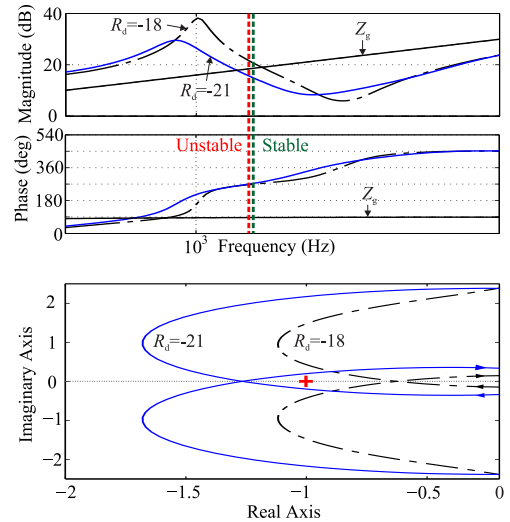 Magnitude (dB)
40
20
0
R_d=-18
R_d=-21
Z_g
Phase (deg)
540
360
180
0
Unstable
Stable
Z_g
10^3
Frequency (Hz)
Imaginary Axis
2
1
0
−1
−2
R_d=-21
R_d=-18
−2
−1.5
−1
−0.5
0
Real Axis